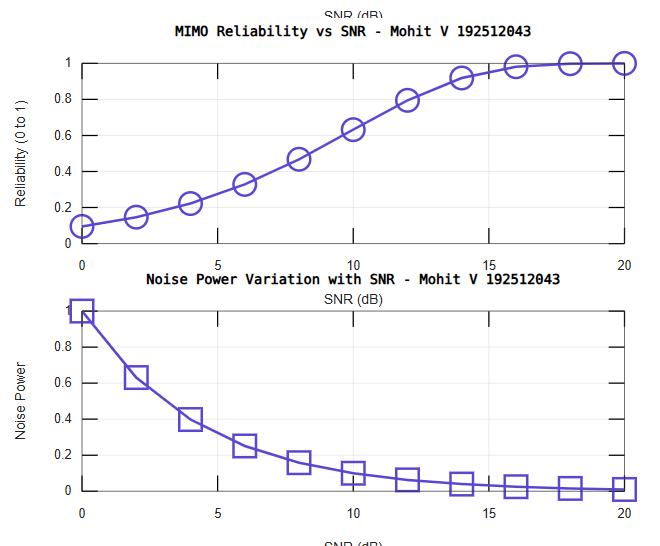 SNR (dB)
MIMO Reliability vs SNR - Mohit V 192512043
1
0.8
0.6
0.4
0.2
0
Reliability (0 to 1)
0 5 10 15 20
Noise Power Variation with SNR - Mohit V 192512043
SNR (dB)
1
0.8
0.6
0.4
0.2
0
Noise Power
0 5 10 15 20
SNR (dB)